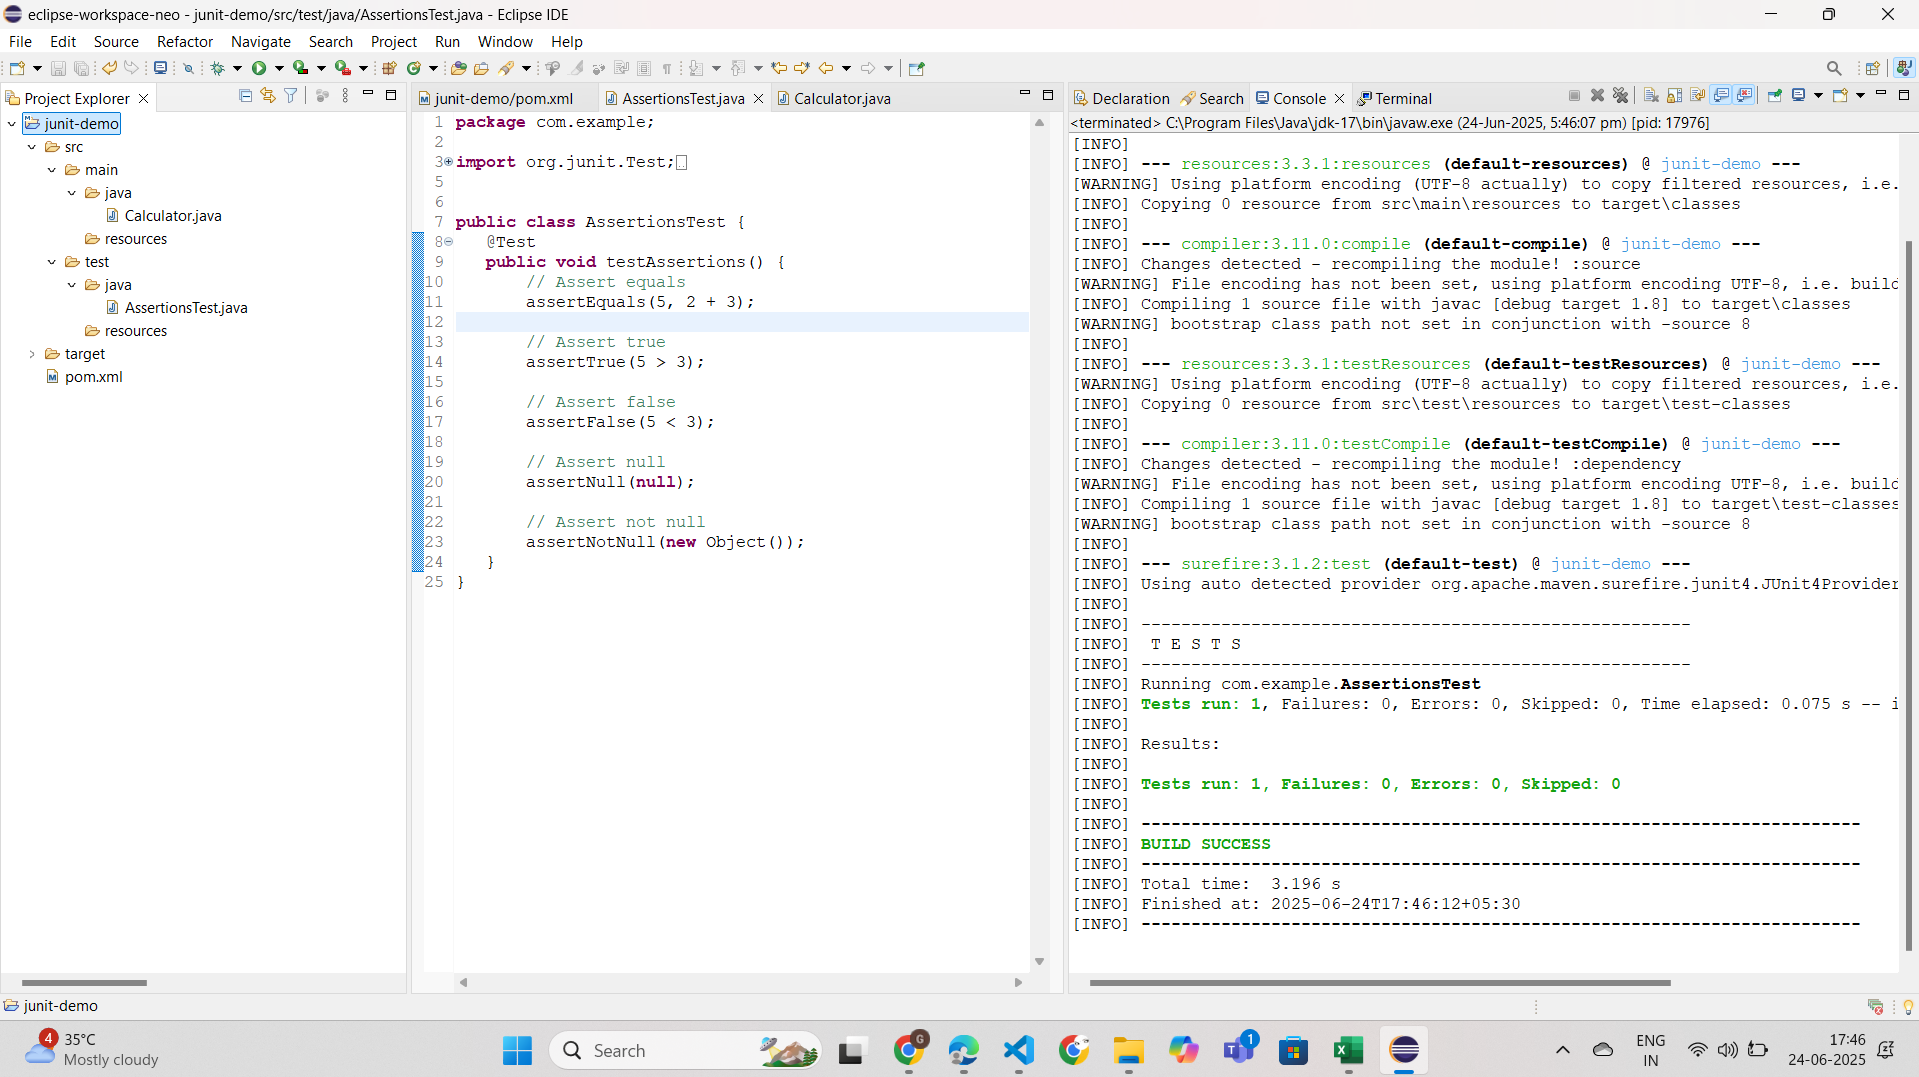 eclipse-workspace-neo - junit-demo/src/test/java/AssertionsTest.java - Eclipse IDE
File Edit Source Refactor Navigate Search Project Run Window Help
Project Explorer
junit-demo
src
main
java
Calculator.java
resources
test
java
AssertionsTest.java
resources
target
pom.xml
junit-demo/pom.xml AssertionsTest.java Calculator.java
1 package com.example;
2
3 import org.junit.Test;
5
6
7 public class AssertionsTest {
8 @Test
9 public void testAssertions() {
10 // Assert equals
11 assertEquals(5, 2 + 3);
12
13 // Assert true
14 assertTrue(5 > 3);
15
16 // Assert false
17 assertFalse(5 < 3);
18
19 // Assert null
20 assertNull(null);
21
22 // Assert not null
23 assertNotNull(new Object());
24 }
25 }
Declaration Search Console Terminal
<terminated> C:\Program Files\Java\jdk-17\bin\javaw.exe (24-Jun-2025, 5:46:07 pm) [pid: 17976]
[INFO]
[INFO] --- resources:3.3.1:resources (default-resources) @ junit-demo ---
[WARNING] Using platform encoding (UTF-8 actually) to copy filtered resources, i.e.
[INFO] Copying 0 resource from src\main\resources to target\classes
[INFO]
[INFO] --- compiler:3.11.0:compile (default-compile) @ junit-demo ---
[INFO] Changes detected - recompiling the module! :source
[WARNING] File encoding has not been set, using platform encoding UTF-8, i.e. build
[INFO] Compiling 1 source file with javac [debug target 1.8] to target\classes
[WARNING] bootstrap class path not set in conjunction with -source 8
[INFO]
[INFO] --- resources:3.3.1:testResources (default-testResources) @ junit-demo ---
[WARNING] Using platform encoding (UTF-8 actually) to copy filtered resources, i.e.
[INFO] Copying 0 resource from src\test\resources to target\test-classes
[INFO]
[INFO] --- compiler:3.11.0:testCompile (default-testCompile) @ junit-demo ---
[INFO] Changes detected - recompiling the module! :dependency
[WARNING] File encoding has not been set, using platform encoding UTF-8, i.e. build
[INFO] Compiling 1 source file with javac [debug target 1.8] to target\test-classes
[WARNING] bootstrap class path not set in conjunction with -source 8
[INFO]
[INFO] --- surefire:3.1.2:test (default-test) @ junit-demo ---
[INFO] Using auto detected provider org.apache.maven.surefire.junit4.JUnit4Provider
[INFO]
[INFO] -------------------------------------------------------
[INFO] T E S T S
[INFO] -------------------------------------------------------
[INFO] Running com.example.AssertionsTest
[INFO] Tests run: 1, Failures: 0, Errors: 0, Skipped: 0, Time elapsed: 0.075 s -- i
[INFO]
[INFO] Results:
[INFO]
[INFO] Tests run: 1, Failures: 0, Errors: 0, Skipped: 0
[INFO]
[INFO] ------------------------------------------------------------------------
[INFO] BUILD SUCCESS
[INFO] ------------------------------------------------------------------------
[INFO] Total time:  3.196 s
[INFO] Finished at: 2025-06-24T17:46:12+05:30
[INFO] ------------------------------------------------------------------------
junit-demo
4
35°C
Mostly cloudy
Search
G
1
ENG
IN
17:46
24-06-2025